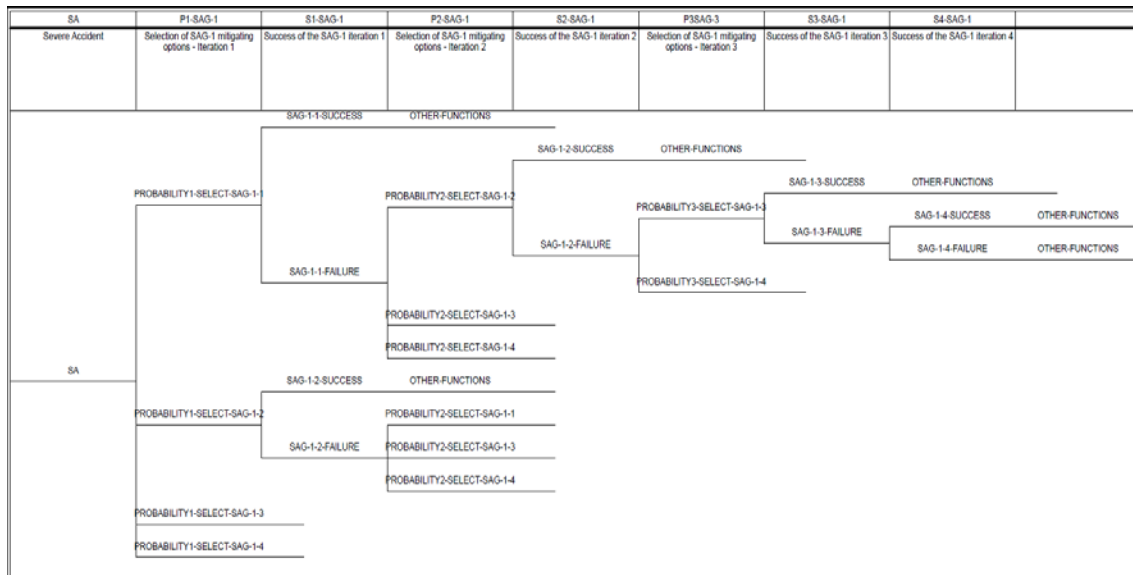 SA P1-SAG-1 S1-SAG-1 P2-SAG-1 S2-SAG-1 P3SAG-3 S3-SAG-1 S4-SAG-1
Severe Accident Selection of SAG-1 mitigating Success of the SAG-1 iteration 1 Selection of SAG-1 mitigating Success of the SAG-1 iteration 2 Selection of SAG-1 mitigating Success of the SAG-1 iteration 3 Success of the SAG-1 iteration 4
options - Iteration 1 options - Iteration 2 options - Iteration 3
SAG-1-1-SUCCESS OTHER-FUNCTIONS
SAG-1-2-SUCCESS OTHER-FUNCTIONS
SAG-1-3-SUCCESS OTHER-FUNCTIONS
PROBABILITY1-SELECT-SAG-1-1 PROBABILITY2-SELECT-SAG-1-2
PROBABILITY3-SELECT-SAG-1-3
SAG-1-4-SUCCESS OTHER-FUNCTIONS
SAG-1-3-FAILURE
SAG-1-2-FAILURE
SAG-1-4-FAILURE OTHER-FUNCTIONS
SAG-1-1-FAILURE
PROBABILITY3-SELECT-SAG-1-4
PROBABILITY2-SELECT-SAG-1-3
PROBABILITY2-SELECT-SAG-1-4
SA
SAG-1-2-SUCCESS OTHER-FUNCTIONS
PROBABILITY1-SELECT-SAG-1-2 PROBABILITY2-SELECT-SAG-1-1
SAG-1-2-FAILURE PROBABILITY2-SELECT-SAG-1-3
PROBABILITY2-SELECT-SAG-1-4
PROBABILITY1-SELECT-SAG-1-3
PROBABILITY1-SELECT-SAG-1-4